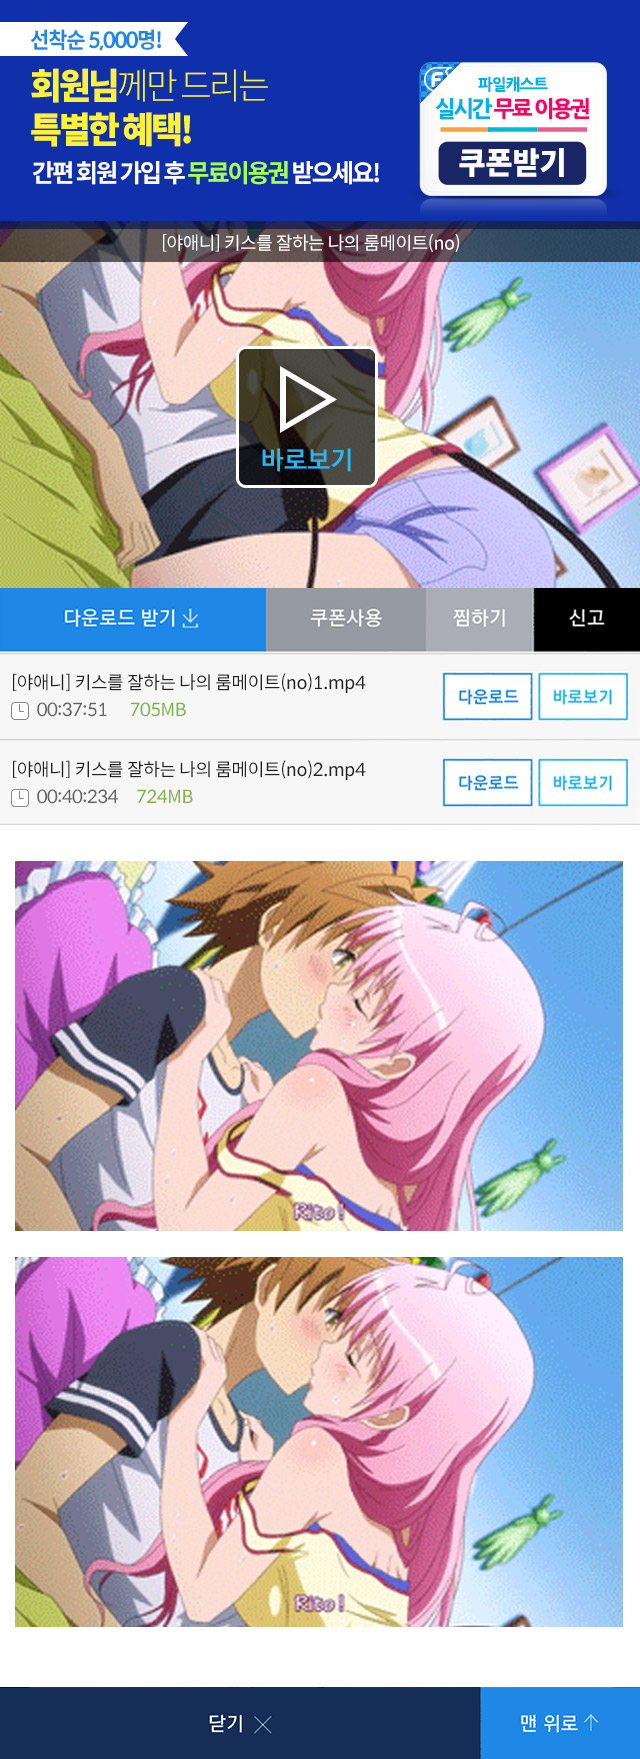 선착순 5,000명!
회원님께만 드리는
특별한 혜택!
간편 회원 가입 후 무료이용권 받으세요!
FS
파일캐스트
실시간 무료 이용권
쿠폰받기
[야애니] 키스를 잘하는 나의 룸메이트(no)
바로보기
다운로드 받기 쿠폰사용 찜하기 신고
[야애니] 키스를 잘하는 나의 룸메이트(no)1.mp4
00:37:51 705MB
다운로드 바로보기
[야애니] 키스를 잘하는 나의 룸메이트(no)2.mp4
00:40:234 724MB
다운로드 바로보기
Rito!
Rito!
닫기 맨 위로